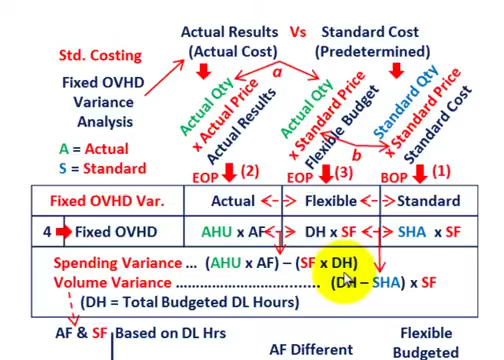 Actual Results Vs Standard Cost
(Actual Cost) (Predetermined)
Std. Costing
a
Fixed OVHD
Variance
Analysis
Actual Qty
x Actual Price
Actual Results
Actual Qty
x Standard Price
Flexible Budget
Standard Qty
x Standard Price
Standard Cost
b
A = Actual
S = Standard
EOP (2) EOP (3) BOP (1)
Fixed OVHD Var. Actual Flexible Standard
4 Fixed OVHD AHU x AF DH x SF SHA x SF
Spending Variance ... (AHU x AF) – (SF x DH)
Volume Variance ................................ (DH – SHA) x SF
(DH = Total Budgeted DL Hours)
AF & SF Based on DL Hrs
AF Different
Flexible
Budgeted